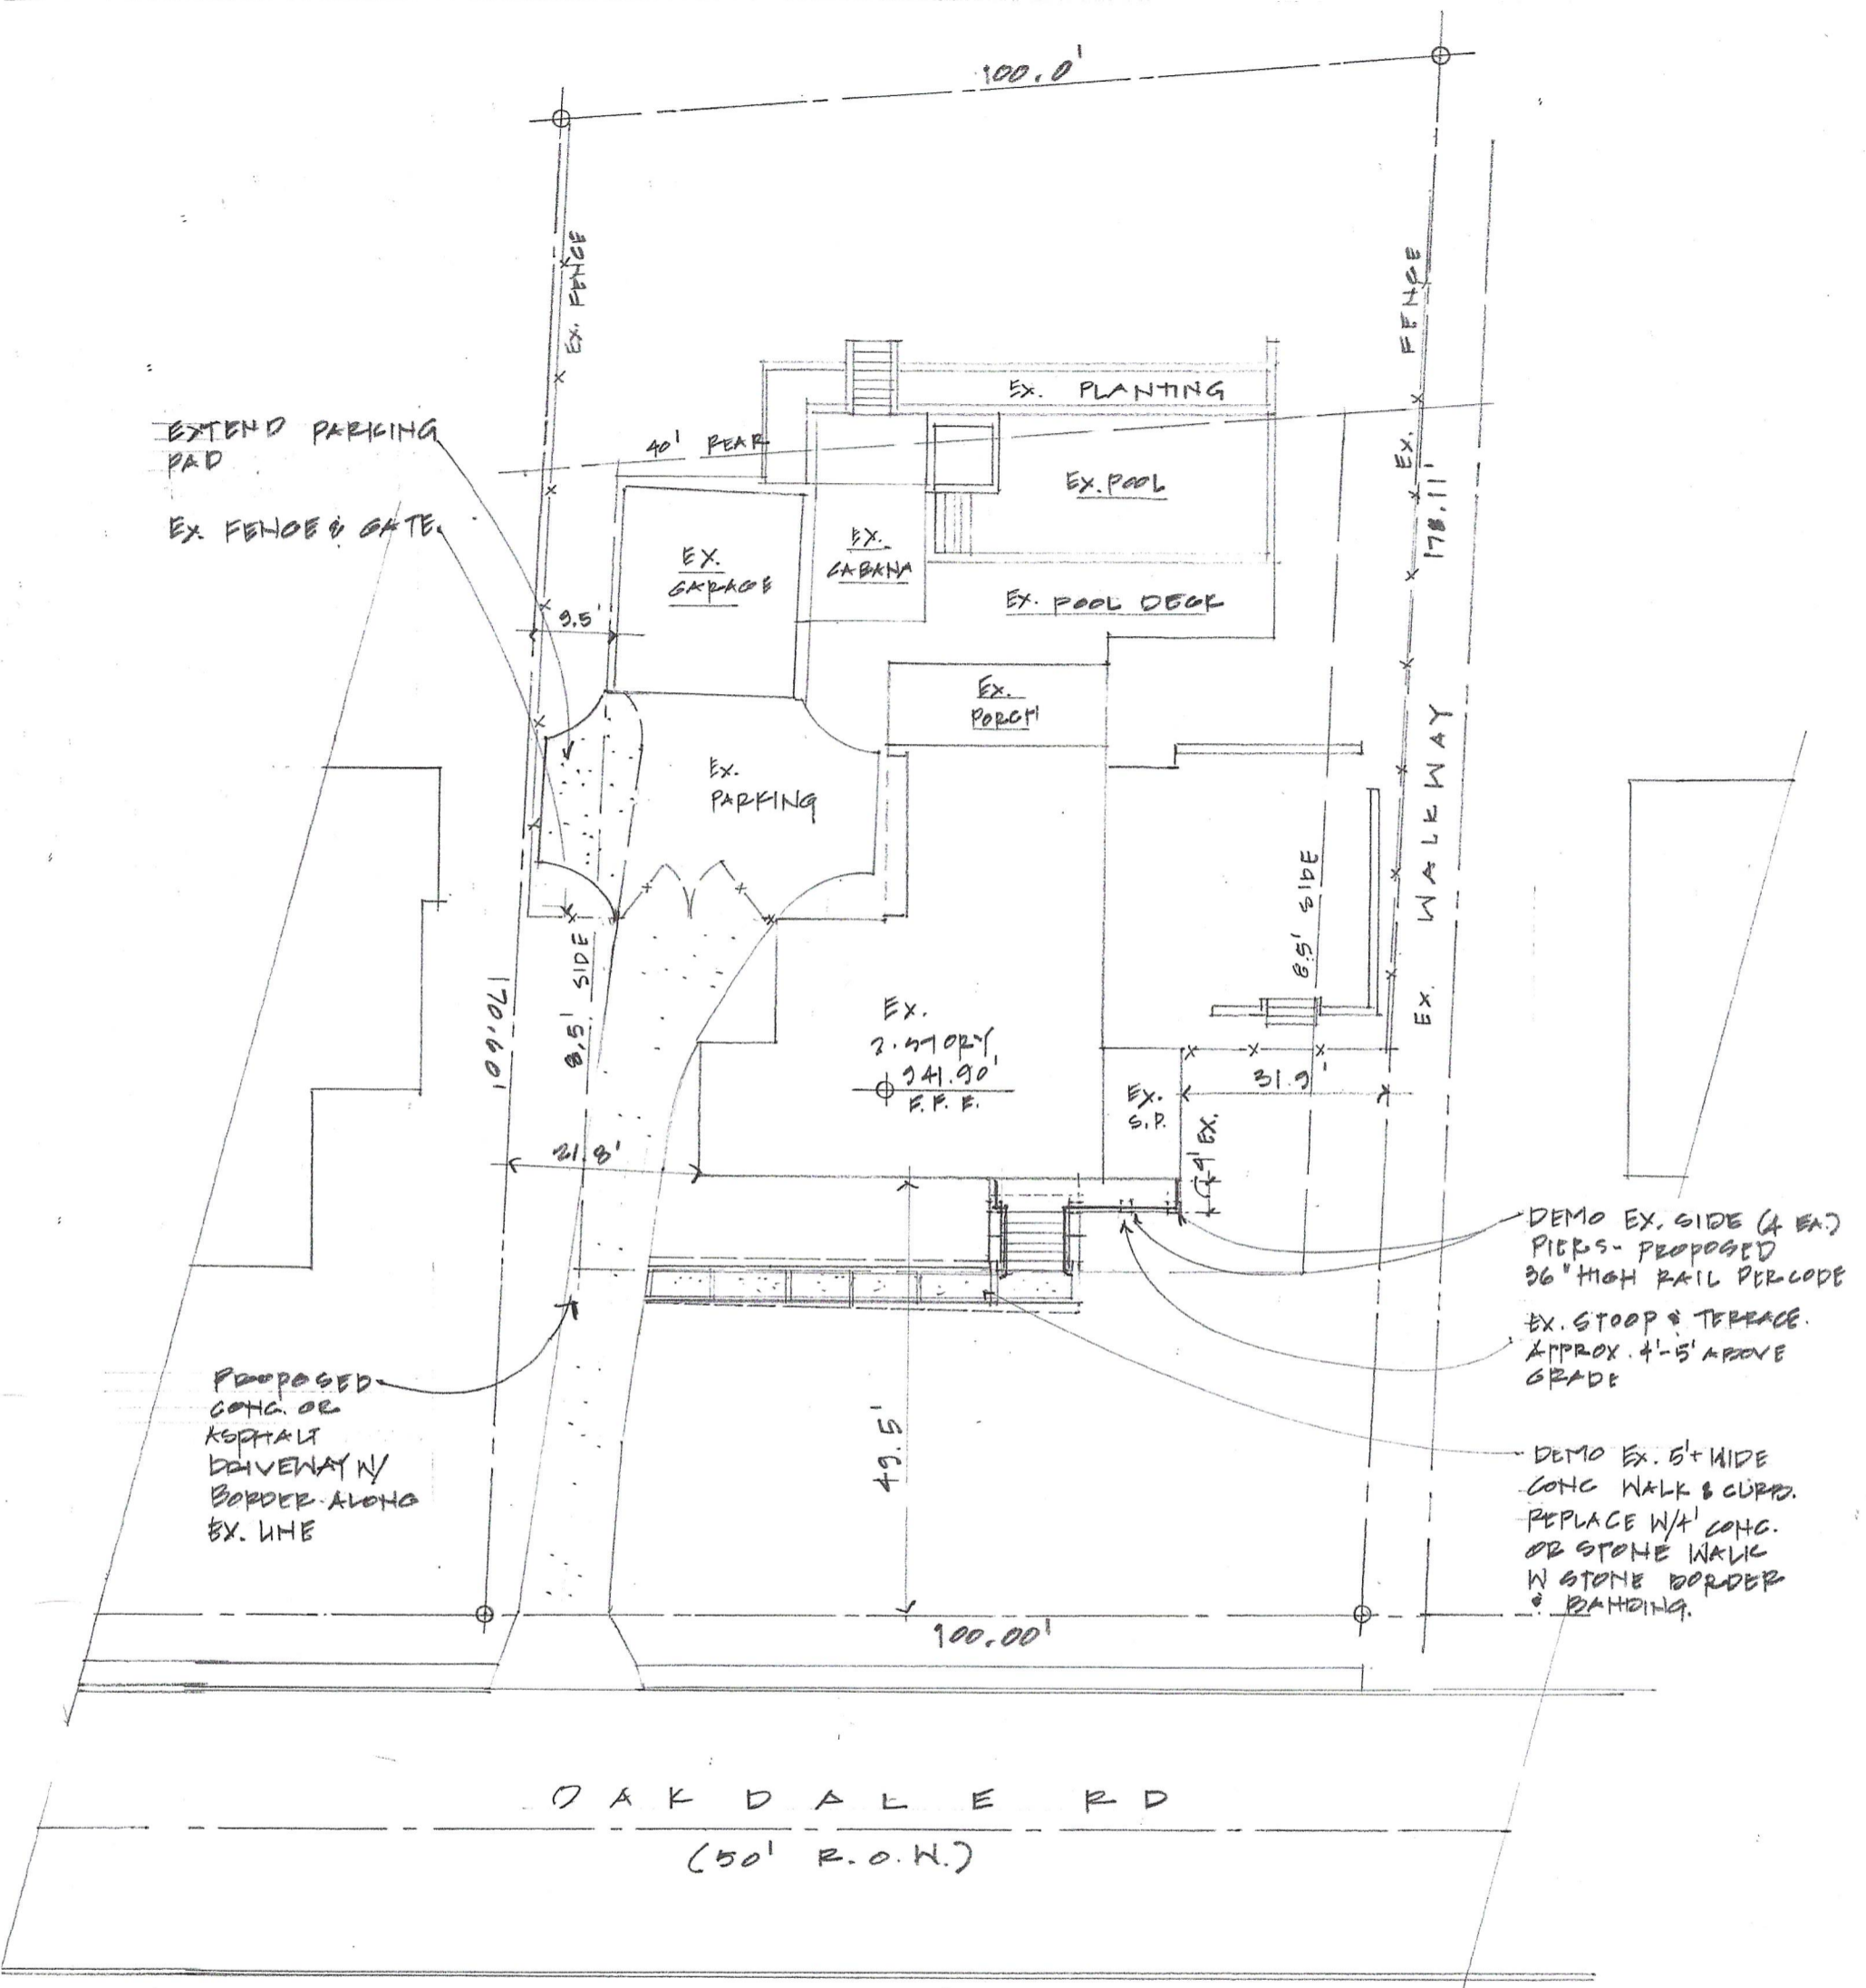 100.0'
EX. FENCE
EX. FENCE
EX. PLANTING
EXTEND PARKING
PAD
40' REAR
EX. POOL
178.11'
EX. FENCE & GATE
EX.
GARAGE
EX.
CABANA
EX. POOL DECK
9.5'
EX.
PORCH
EX.
PARKING
EX. WALKWAY
8.5' SIDE
8.5' SIDE
170.60'
EX.
2-STORY
941.90'
F.F.E.
EX.
S.P.
31.9'
4' EX.
21.8'
DEMO EX. SIDE (4 EA.)
PIERS - PROPOSED
36" HIGH RAIL PER CODE
EX. STOOP & TERRACE.
APPROX. 4'-5' ABOVE
GRADE
PROPOSED
CONC. OR
ASPHALT
DRIVEWAY W/
BORDER ALONG
EX. LINE
49.5'
DEMO EX. 5'+ WIDE
CONC WALK & CURB.
REPLACE W/4' CONC.
OR STONE WALK
W STONE BORDER
& BANDING.
100.00'
OAKDALE RD
(50' R.O.W.)